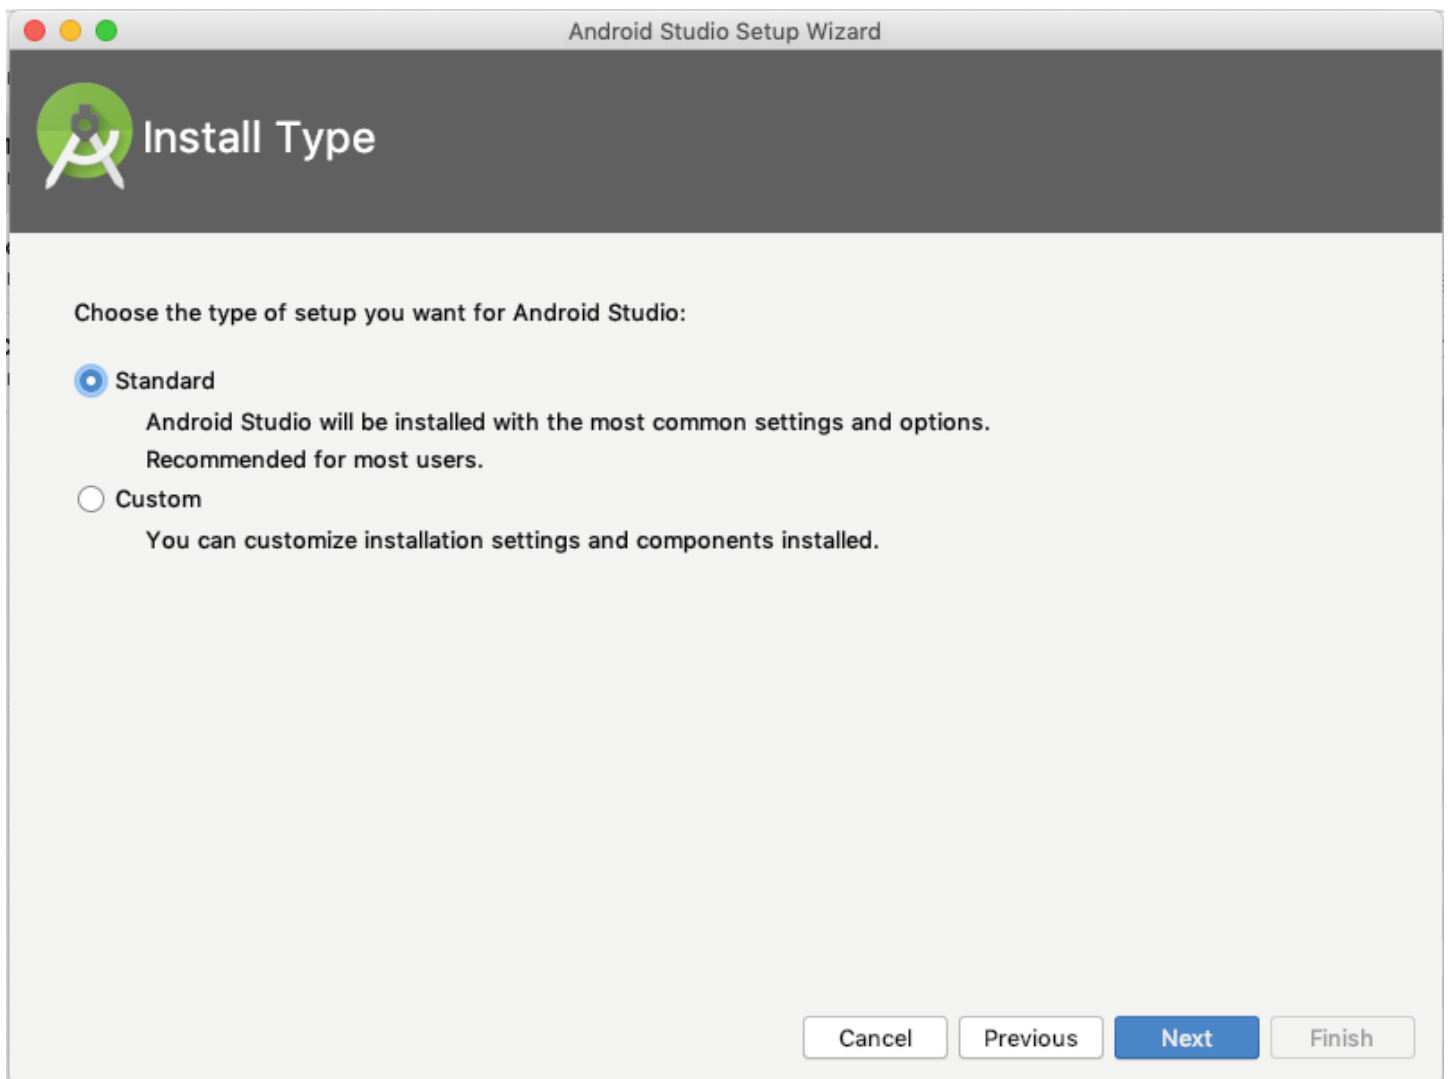 Android Studio Setup Wizard
Install Type
Choose the type of setup you want for Android Studio:
Standard
Android Studio will be installed with the most common settings and options.
Recommended for most users.
Custom
You can customize installation settings and components installed.
Cancel
Previous
Next
Finish